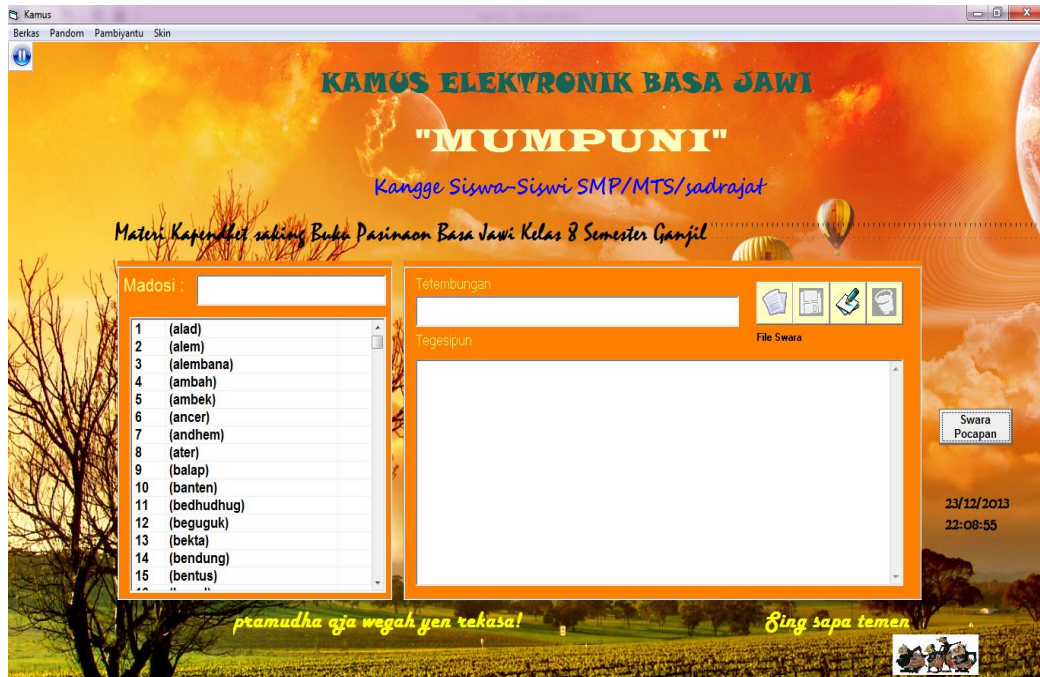 Kamus
Berkas Pandom Pambiyantu Skin
KAMUS ELEKTRONIK BASA JAWI
"MUMPUNI"
Kangge Siswa-Siswi SMP/MTS/sadrajat
Materi Kapendhet saking Buku Pasinaon Basa Jawi Kelas 8 Semester Ganjil
Madosi :
1 (alad)
2 (alem)
3 (alembana)
4 (ambah)
5 (ambek)
6 (ancer)
7 (andhem)
8 (ater)
9 (balap)
10 (banten)
11 (bedhudhug)
12 (beguguk)
13 (bekta)
14 (bendung)
15 (bentus)
Tetembungan
File Swara
Tegesipun
Swara
Pocapan
23/12/2013
22:08:55
pramudha aja wegah yen rekasa!
Sing sapa temen